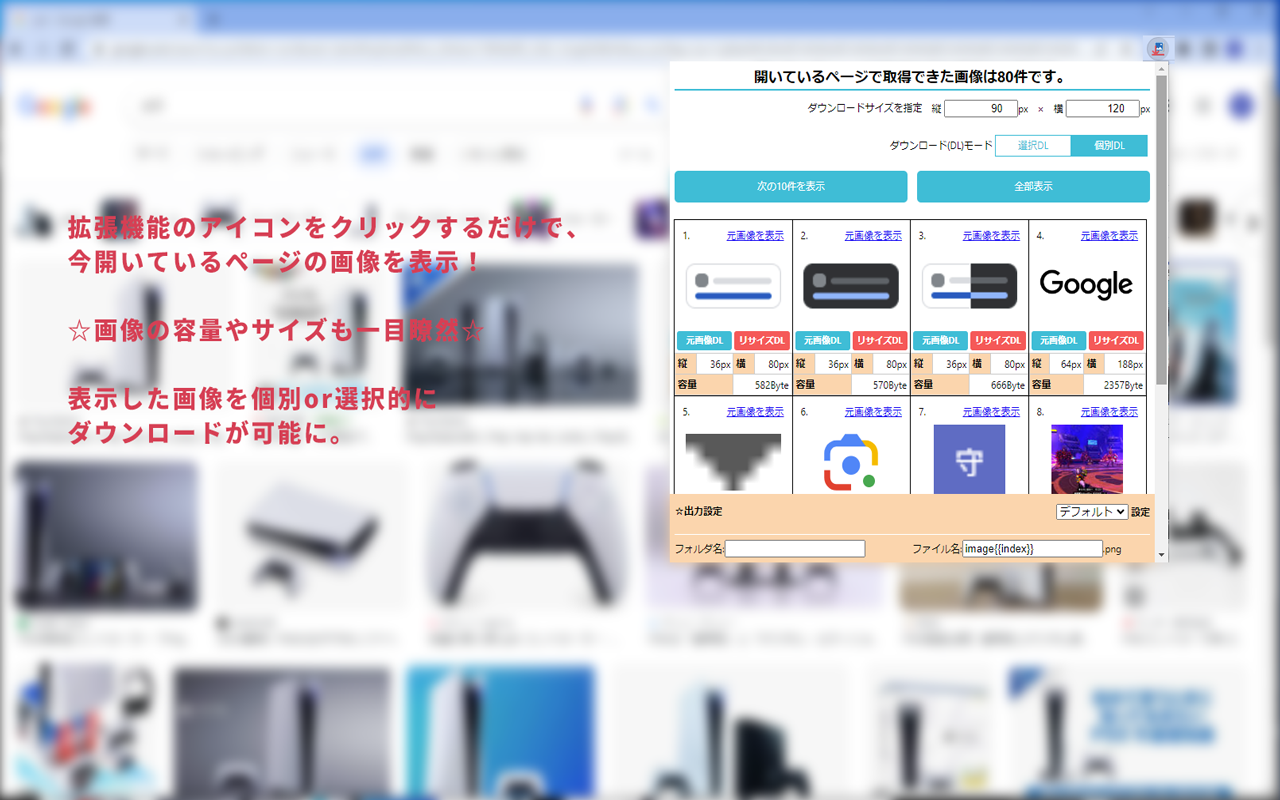 開いているページで取得できた画像は80件です。
ダウンロードサイズを指定 縦 90 px × 横 120 px
ダウンロード(DL)モード 選択DL 個別DL
次の10件を表示 全部表示
拡張機能のアイコンをクリックするだけで、
今開いているページの画像を表示！
☆画像の容量やサイズも一目瞭然☆
表示した画像を個別or選択的に
ダウンロードが可能に。
1. 元画像を表示 2. 元画像を表示 3. 元画像を表示 4. 元画像を表示
Google
元画像DL リサイズDL 元画像DL リサイズDL 元画像DL リサイズDL 元画像DL リサイズDL
縦 36px 横 80px 縦 36px 横 80px 縦 36px 横 80px 縦 64px 横 188px
容量 582Byte 容量 570Byte 容量 666Byte 容量 2357Byte
5. 元画像を表示 6. 元画像を表示 7. 元画像を表示 8. 元画像を表示
守
☆出力設定 デフォルト 設定
フォルダ名: ファイル名: image{{index}} .png